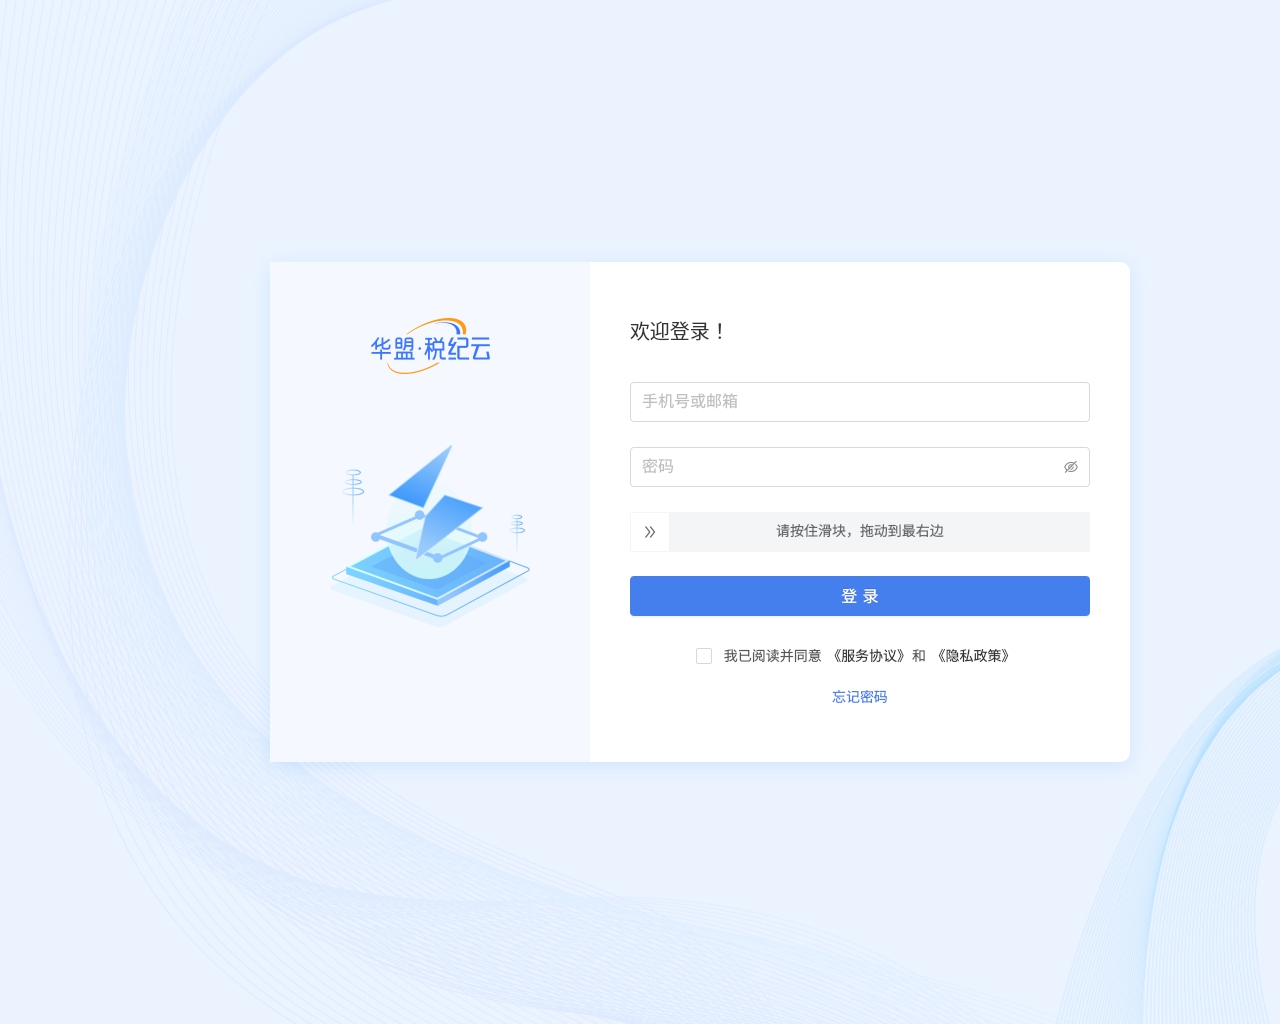 华盟·税纪云
欢迎登录！
手机号或邮箱
密码
请按住滑块，拖动到最右边
登 录
我已阅读并同意 《服务协议》和 《隐私政策》
忘记密码